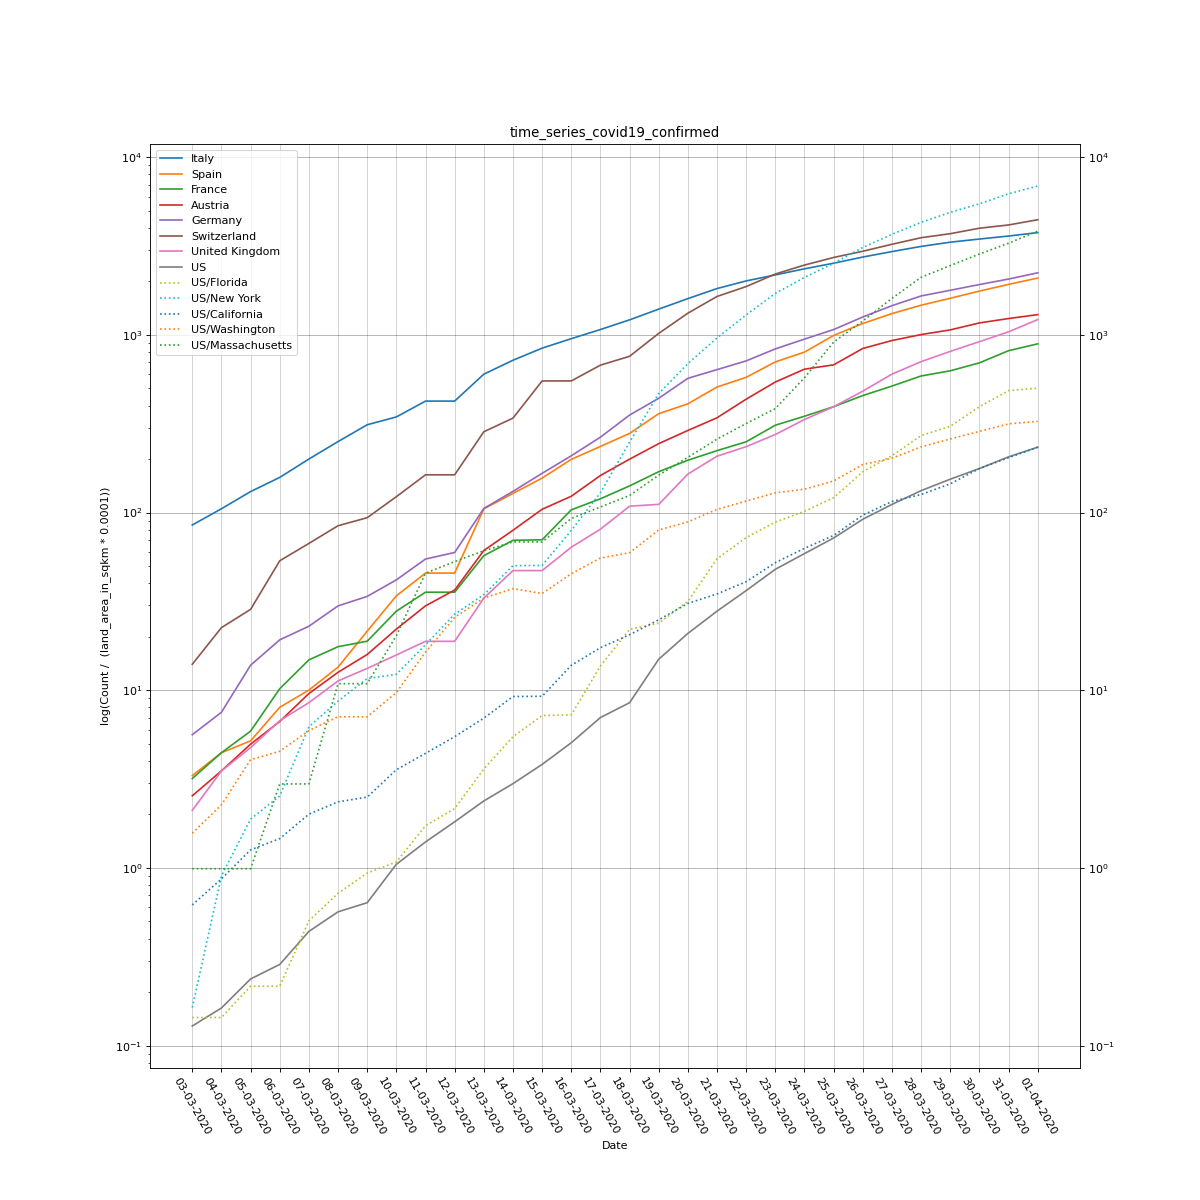 time_series_covid19_confirmed
10⁴
10³
10²
10¹
10⁰
10⁻¹
log(Count / (land_area_in_sqkm * 0.0001))
Italy
Spain
France
Austria
Germany
Switzerland
United Kingdom
US
US/Florida
US/New York
US/California
US/Washington
US/Massachusetts
10⁴
10³
10²
10¹
10⁰
10⁻¹
03-03-2020
04-03-2020
05-03-2020
06-03-2020
07-03-2020
08-03-2020
09-03-2020
10-03-2020
11-03-2020
12-03-2020
13-03-2020
14-03-2020
15-03-2020
16-03-2020
17-03-2020
18-03-2020
19-03-2020
20-03-2020
21-03-2020
22-03-2020
23-03-2020
24-03-2020
25-03-2020
26-03-2020
27-03-2020
28-03-2020
29-03-2020
30-03-2020
31-03-2020
01-04-2020
Date